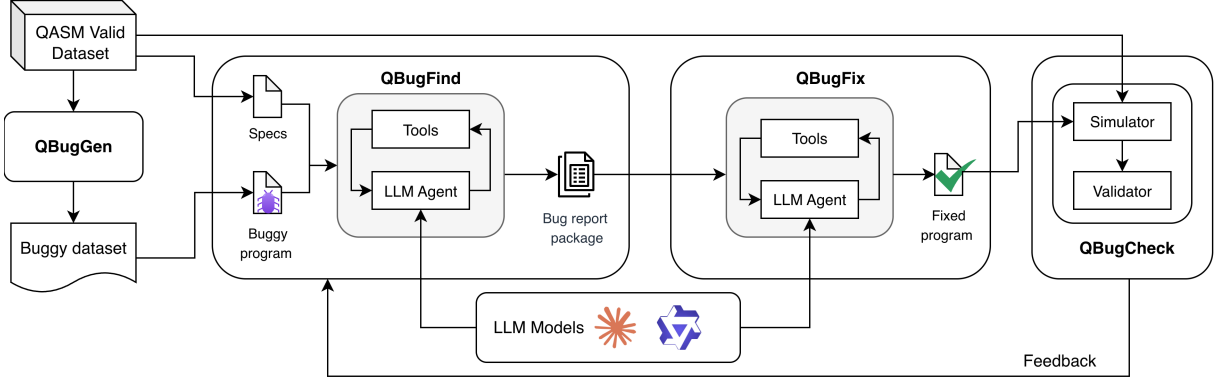 QASM Valid
Dataset
QBugGen
Buggy dataset
QBugFind
Specs
Buggy
program
Tools
LLM Agent
Bug report
package
QBugFix
Tools
LLM Agent
Fixed
program
Simulator
Validator
QBugCheck
LLM Models
Feedback